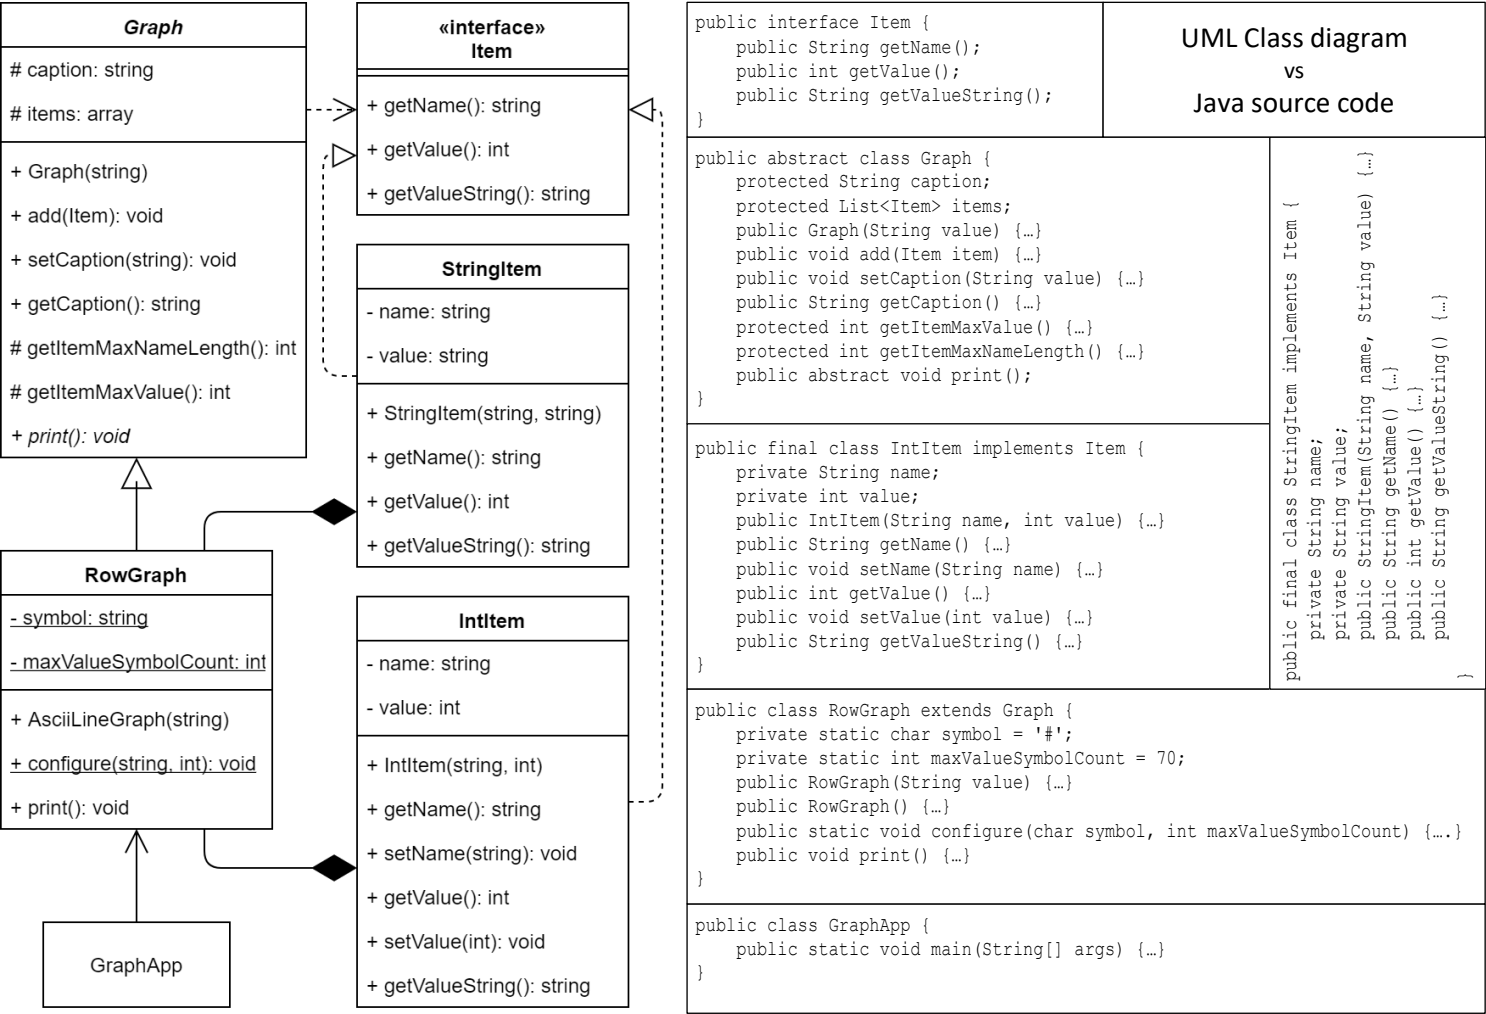 Graph
# caption: string
# items: array
+ Graph(string)
+ add(Item): void
+ setCaption(string): void
+ getCaption(): string
# getItemMaxNameLength(): int
# getItemMaxValue(): int
+ print(): void
«interface»
Item
+ getName(): string
+ getValue(): int
+ getValueString(): string
StringItem
- name: string
- value: string
+ StringItem(string, string)
+ getName(): string
+ getValue(): int
+ getValueString(): string
RowGraph
- symbol: string
- maxValueSymbolCount: int
+ AsciiLineGraph(string)
+ configure(string, int): void
+ print(): void
IntItem
- name: string
- value: int
+ IntItem(string, int)
+ getName(): string
+ setName(string): void
+ getValue(): int
+ setValue(int): void
+ getValueString(): string
GraphApp
public interface Item {
public String getName();
public int getValue();
public String getValueString();
}
UML Class diagram
vs
Java source code
public abstract class Graph {
protected String caption;
protected List<Item> items;
public Graph(String value) {…}
public void add(Item item) {…}
public void setCaption(String value) {…}
public String getCaption() {…}
protected int getItemMaxValue() {…}
protected int getItemMaxNameLength() {…}
public abstract void print();
}
public final class StringItem implements Item {
private String name;
private String value;
public StringItem(String name, String value) {…}
public String getName() {…}
public int getValue() {…}
public String getValueString() {…}
}
public final class IntItem implements Item {
private String name;
private int value;
public IntItem(String name, int value) {…}
public String getName() {…}
public void setName(String name) {…}
public int getValue() {…}
public void setValue(int value) {…}
public String getValueString() {…}
}
public class RowGraph extends Graph {
private static char symbol = '#';
private static int maxValueSymbolCount = 70;
public RowGraph(String value) {…}
public RowGraph() {…}
public static void configure(char symbol, int maxValueSymbolCount) {….}
public void print() {…}
}
public class GraphApp {
public static void main(String[] args) {…}
}